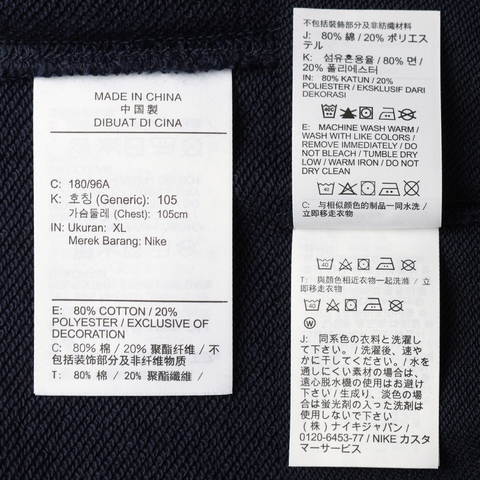 MADE IN CHINA
中国製
DIBUAT DI CINA
C: 180/96A
K: 호칭 (Generic): 105
가슴둘레 (Chest): 105cm
IN: Ukuran: XL
Merek Barang: Nike
E: 80% COTTON / 20%
POLYESTER / EXCLUSIVE OF
DECORATION
C: 80% 棉 / 20% 聚酯纤维 / 不
包括装饰部分及非纤维物质
T: 80% 棉 / 20% 聚酯纖維 /
不包括裝飾部分及非紡織材料
J: 80% 綿 / 20% ポリエス
テル
K: 섬유혼용율 / 80% 면 /
20% 폴리에스터
IN: 80% KATUN / 20%
POLIESTER / EKSKLUSIF DARI
DEKORASI
E: MACHINE WASH WARM /
WASH WITH LIKE COLORS /
REMOVE IMMEDIATELY / DO
NOT BLEACH / TUMBLE DRY
LOW / WARM IRON / DO NOT
DRY CLEAN
C: 与相似颜色的制品一同水洗 /
立即移走衣物
T: 與顏色相近衣物一起洗滌 / 立
即移走衣物
J: 同系色の衣料と洗濯し
て下さい。/ 洗濯後、速や
かに干してください。/ 水を
通しにくい素材の場合は、
遠心脱水機の使用はお避け
下さい / 生成り、淡色の場
合は蛍光剤の入った洗剤は
使用しないで下さい
(株) ナイキジャパン /
0120-6453-77 / NIKE カスタ
マーサービス